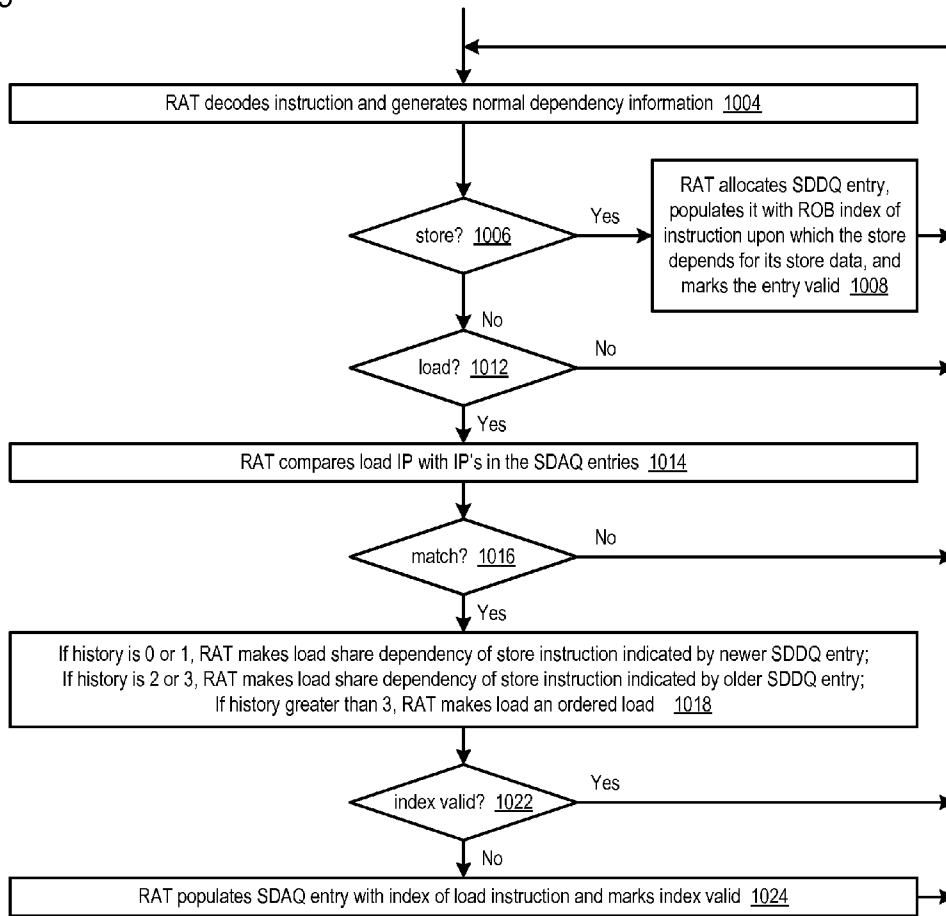 RAT decodes instruction and generates normal dependency information 1004
store? 1006
Yes
RAT allocates SDDQ entry,
populates it with ROB index of
instruction upon which the store
depends for its store data, and
marks the entry valid 1008
No
load? 1012
No
Yes
RAT compares load IP with IP's in the SDAQ entries 1014
match? 1016
No
Yes
If history is 0 or 1, RAT makes load share dependency of store instruction indicated by newer SDDQ entry;
If history is 2 or 3, RAT makes load share dependency of store instruction indicated by older SDDQ entry;
If history greater than 3, RAT makes load an ordered load 1018
index valid? 1022
Yes
No
RAT populates SDAQ entry with index of load instruction and marks index valid 1024